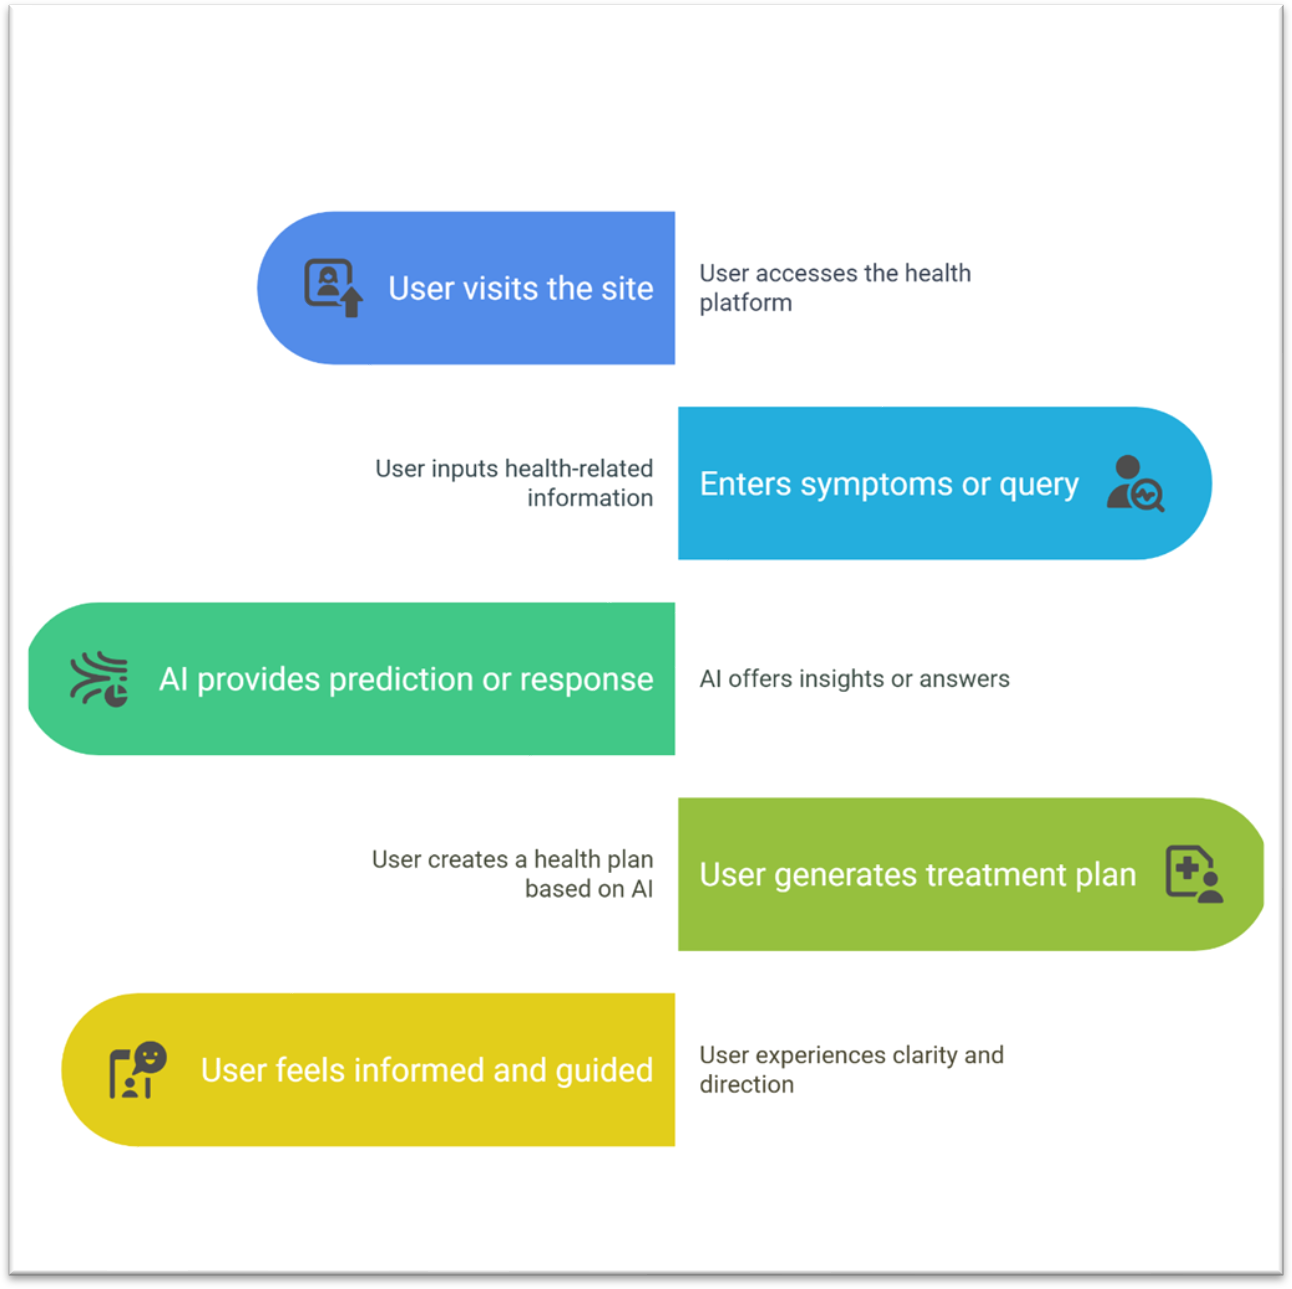 User visits the site
User accesses the health
platform
User inputs health-related
information
Enters symptoms or query
AI provides prediction or response
AI offers insights or answers
User creates a health plan
based on AI
User generates treatment plan
User feels informed and guided
User experiences clarity and
direction